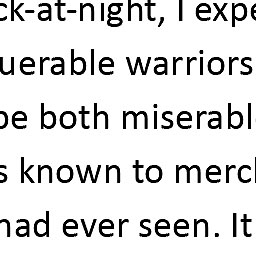 ck-at-night, I expe
uerable warriors
be both miserabl
s known to merch
had ever seen. It